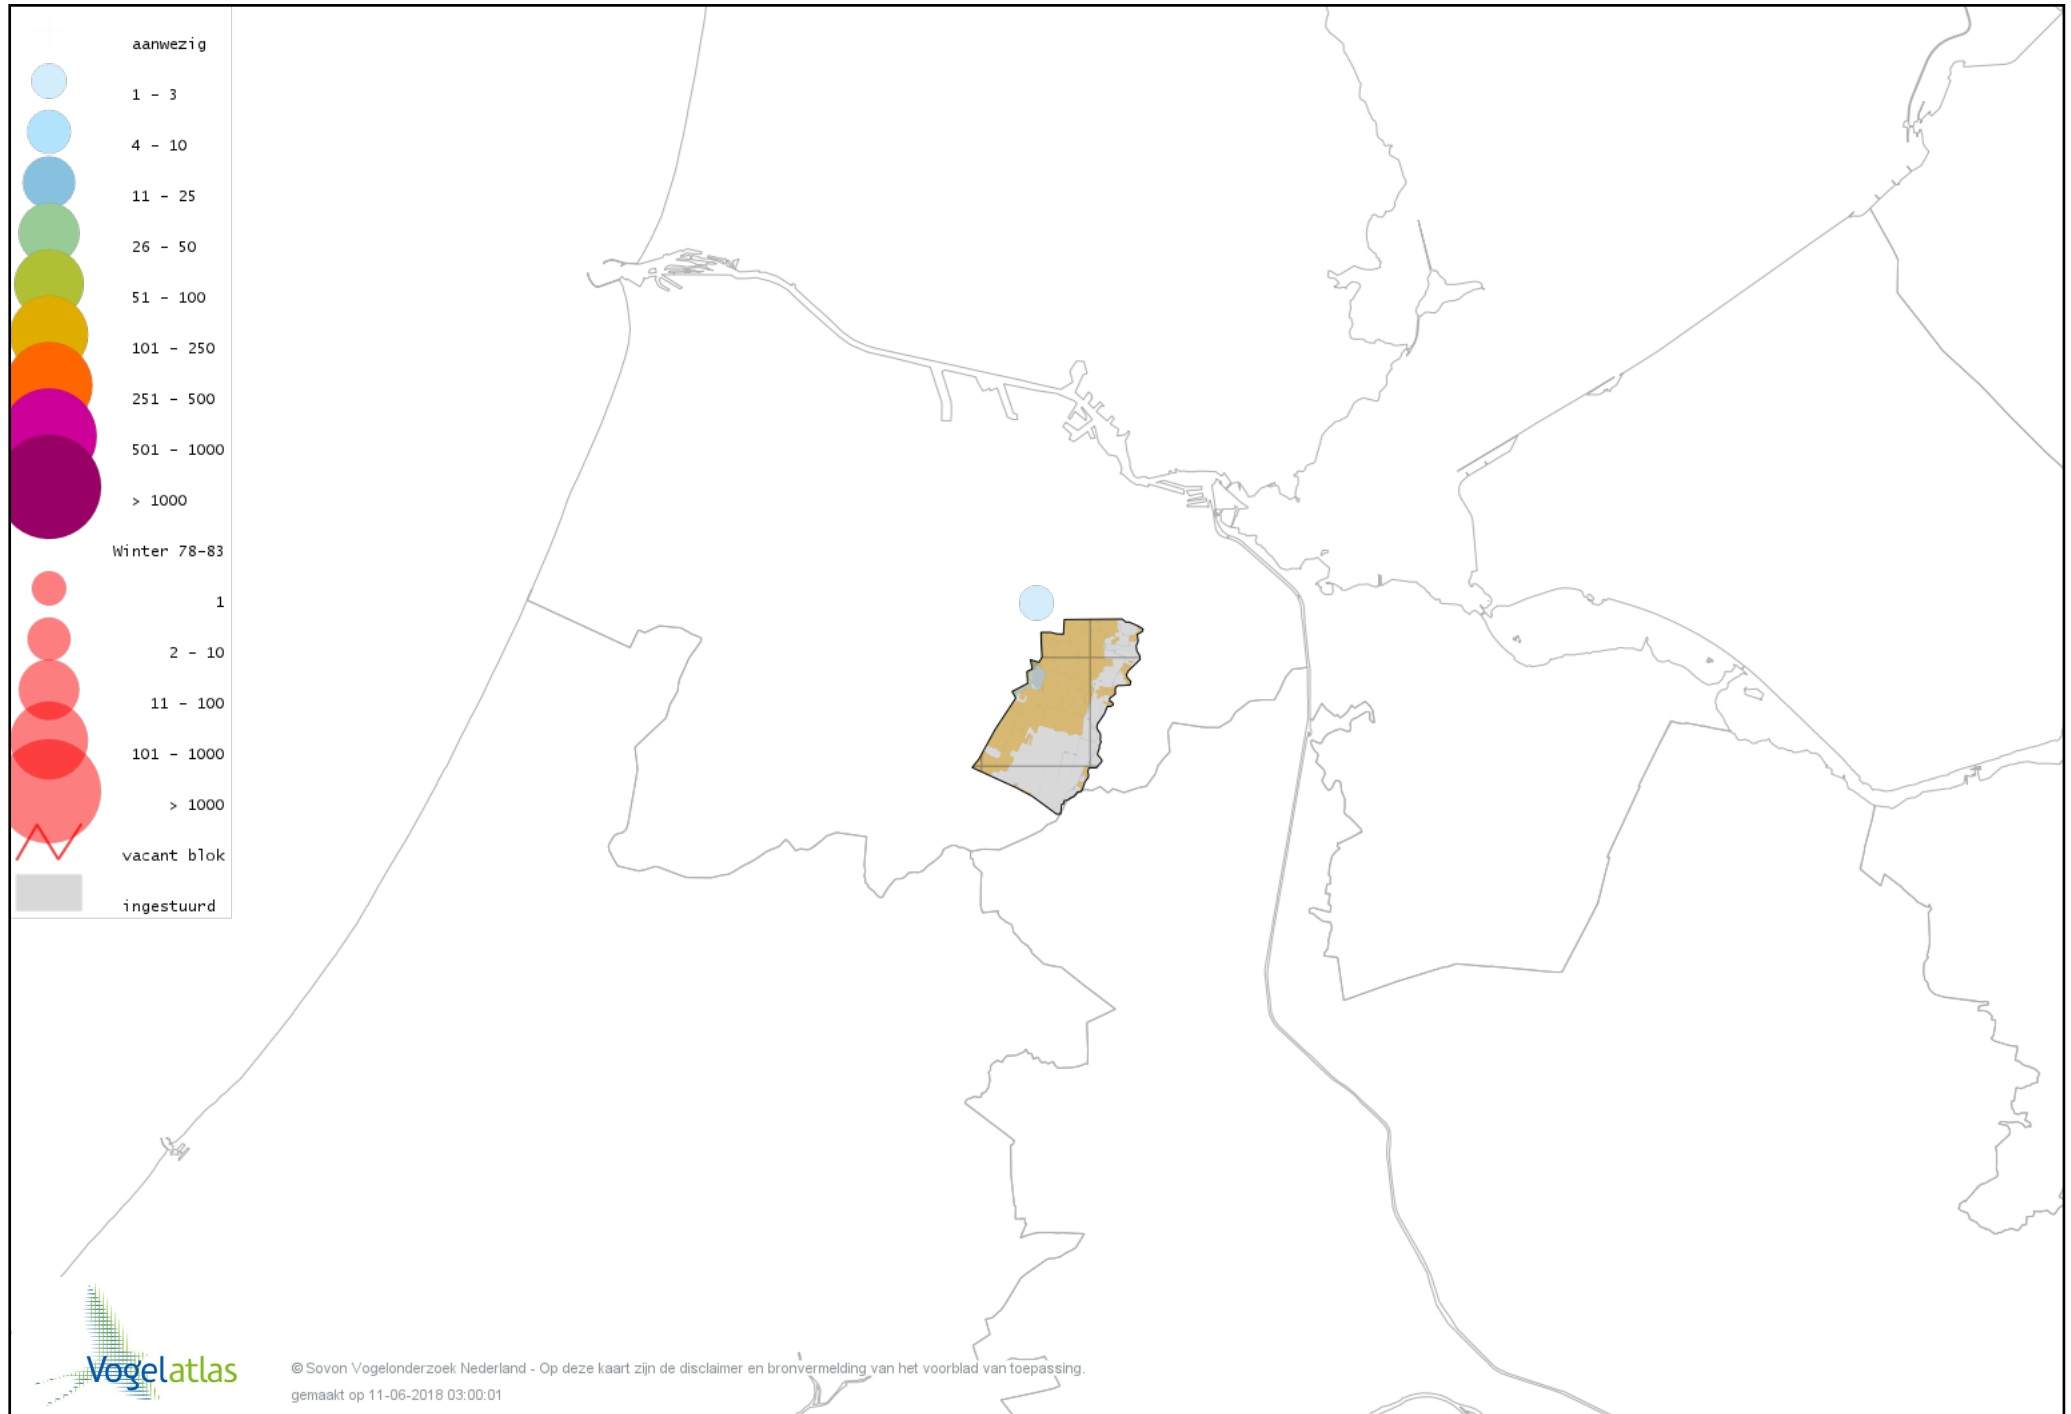 aanwezig
1 - 3
4 - 10
11 - 25
26 - 50
51 - 100
101 - 250
251 - 500
501 - 1000
> 1000
Winter 78-83
1
2 - 10
11 - 100
101 - 1000
> 1000
vacant blok
ingestuurd
Vogelatlas
© Sovon Vogelonderzoek Nederland - Op deze kaart zijn de disclaimer en bronvermelding van het voorblad van toepassing.
gemaakt op 11-06-2018 03:00:01